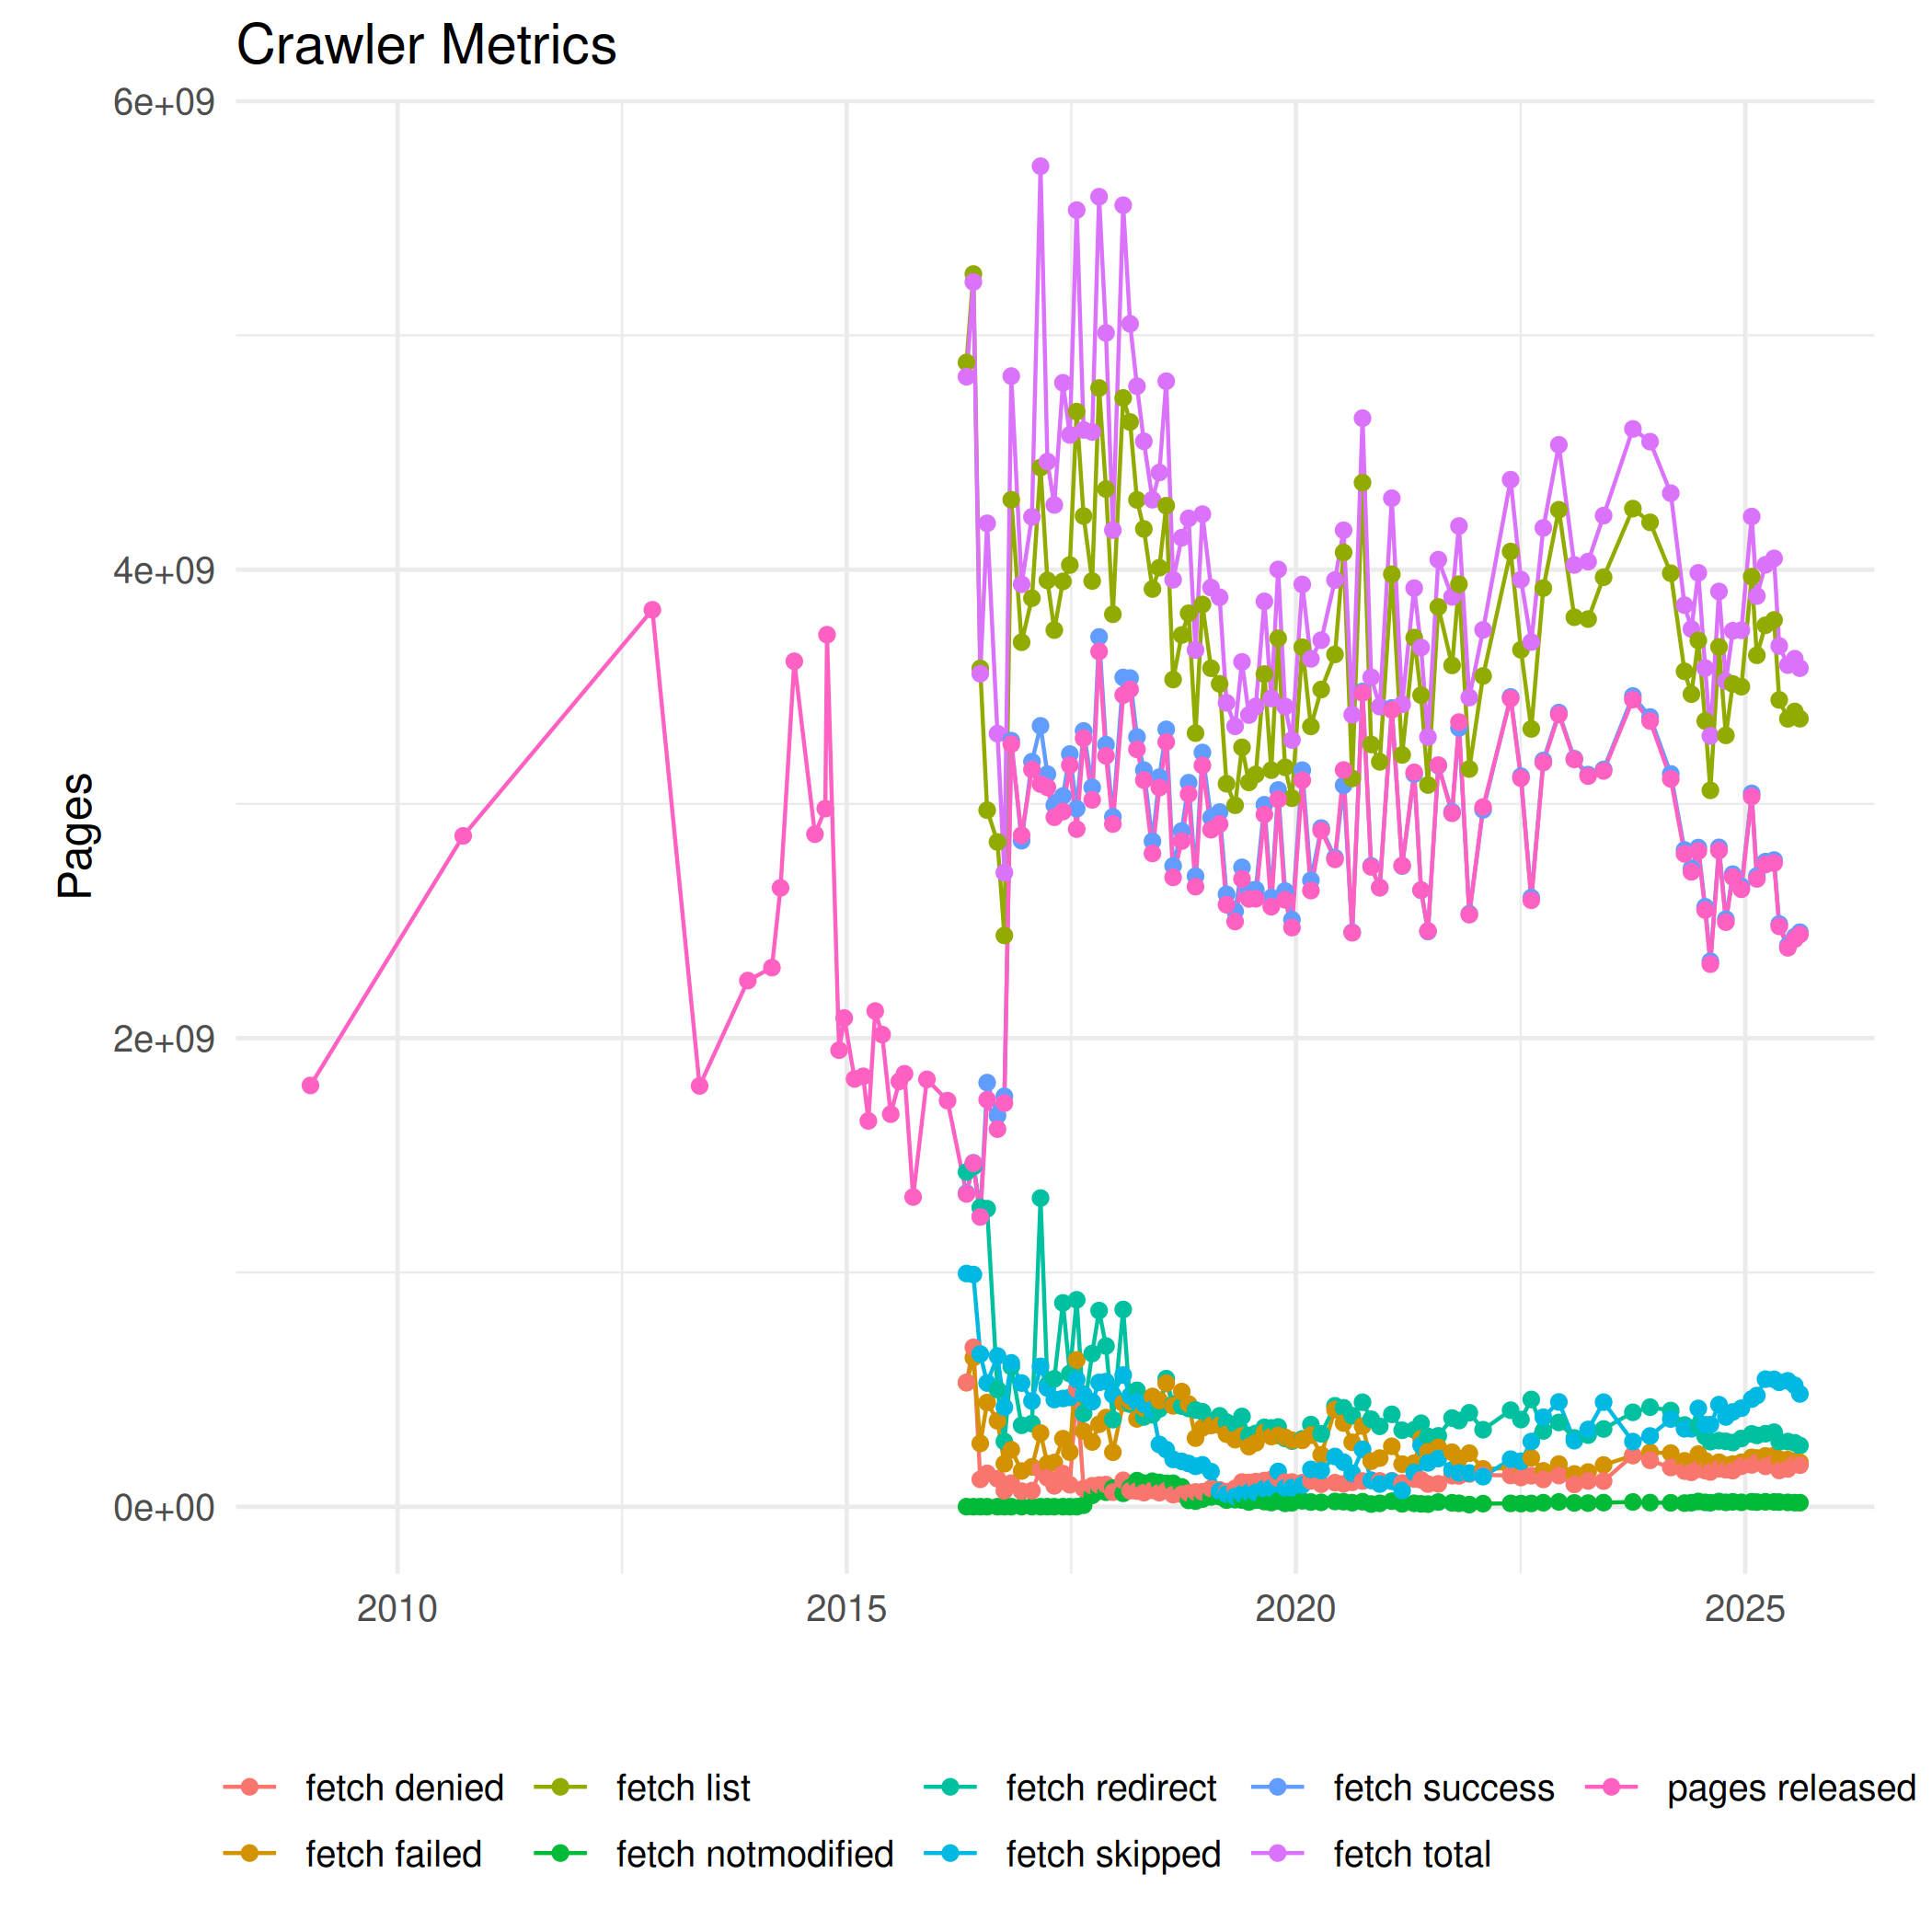 Crawler Metrics
6e+09
4e+09
2e+09
0e+00
Pages
2010 2015 2020 2025
fetch denied fetch list fetch redirect fetch success pages released
fetch failed fetch notmodified fetch skipped fetch total